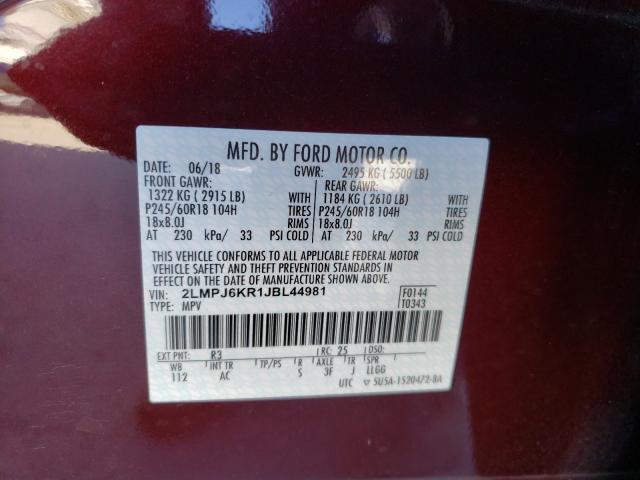 MFD. BY FORD MOTOR CO.
DATE: 06/18 GVWR: 2495 KG ( 5500 LB)
FRONT GAWR: REAR GAWR:
1322 KG ( 2915 LB) WITH 1184 KG ( 2610 LB) WITH
P245/60R18 104H TIRES P245/60R18 104H TIRES
18x8.0J RIMS 18x8.0J RIMS
AT 230 kPa/ 33 PSI COLD AT 230 kPa/ 33 PSI COLD
THIS VEHICLE CONFORMS TO ALL APPLICABLE FEDERAL MOTOR
VEHICLE SAFETY AND BUMPER STANDARDS IN EFFECT ON THE
DATE OF MANUFACTURE SHOWN ABOVE.
VIN: 2LMPJ6KR1JBL44981 F0144
TYPE: MPV T0343
EXT PNT: R3 RC: 25 DSO:
WB INT TR TP/PS R AXLE TR SPR
112 AC S 3F J LLGG
UTC 5U5A-1520472-BA